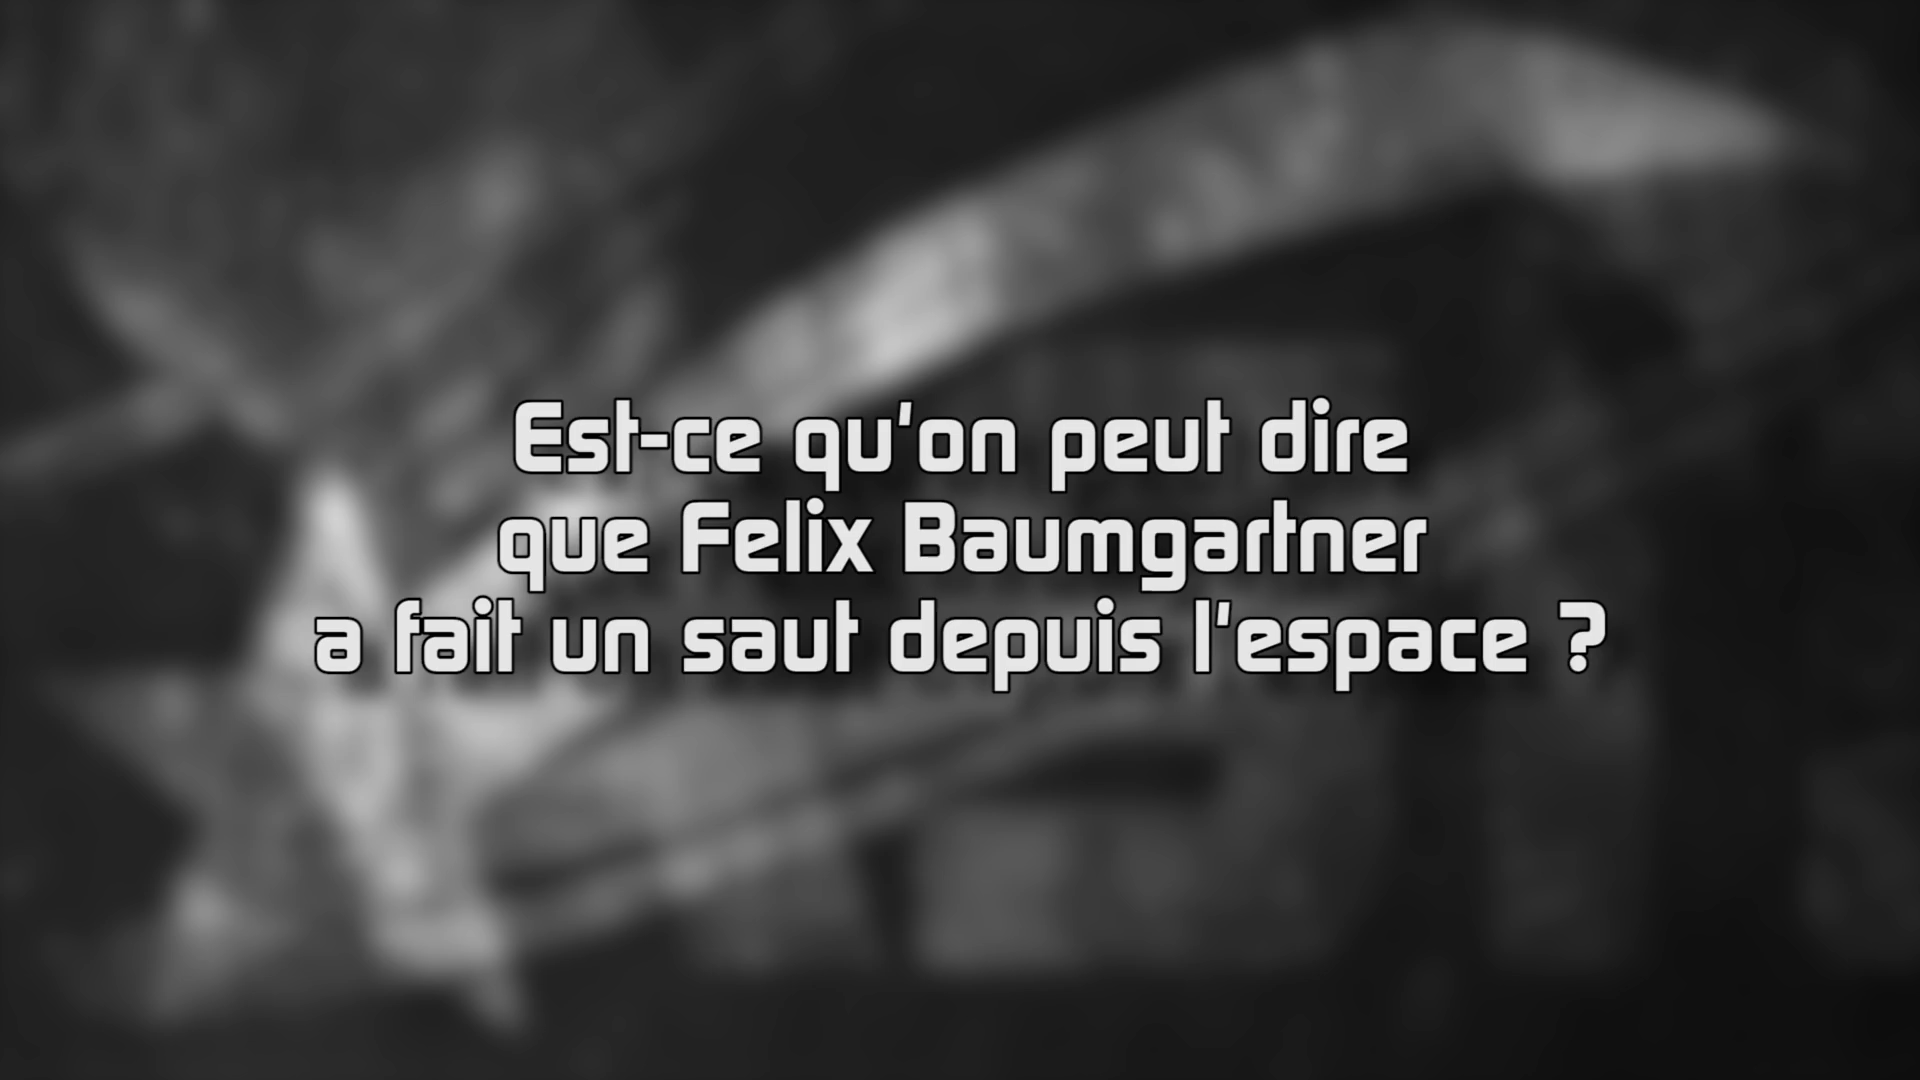 Est-ce qu'on peut dire
que Felix Baumgartner
a fait un saut depuis l'espace ?